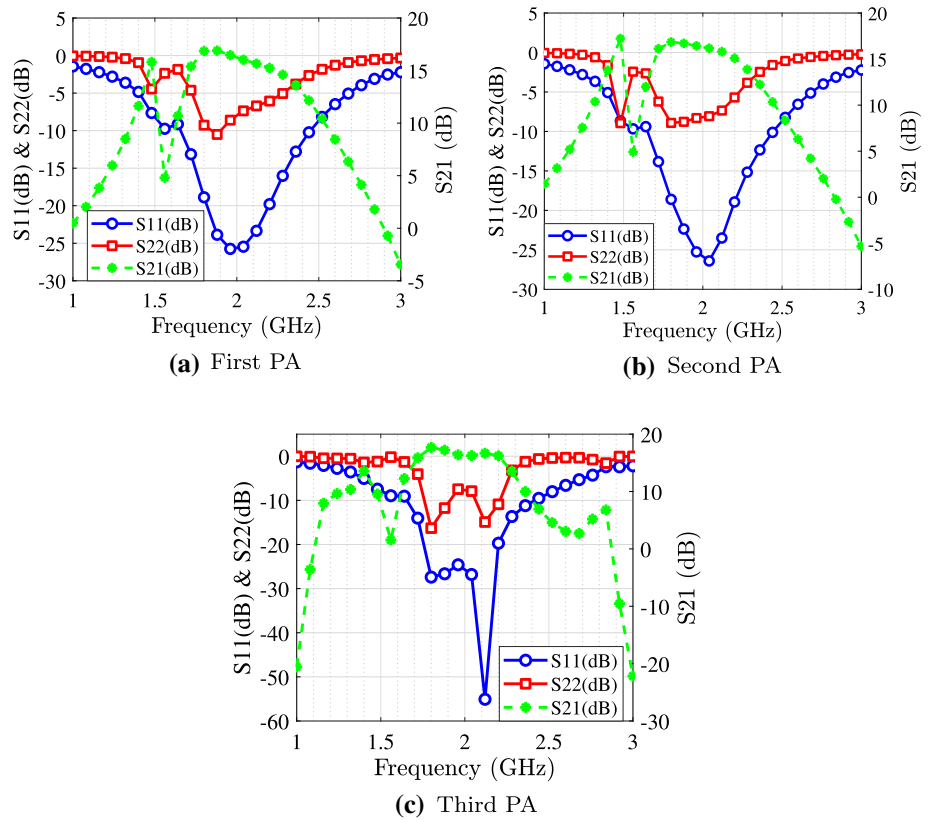 5
0
-5
-10
-15
-20
-25
-30
S11(dB) & S22(dB)
20
15
10
5
0
-5
S21 (dB)
S11(dB)
S22(dB)
S21(dB)
1 1.5 2 2.5 3
Frequency (GHz)
(a) First PA
5
0
-5
-10
-15
-20
-25
-30
S11(dB) & S22(dB)
20
15
10
5
0
-5
-10
S21 (dB)
S11(dB)
S22(dB)
S21(dB)
1 1.5 2 2.5 3
Frequency (GHz)
(b) Second PA
0
-10
-20
-30
-40
-50
-60
S11(dB) & S22(dB)
20
10
0
-10
-20
-30
S21 (dB)
S11(dB)
S22(dB)
S21(dB)
1 1.5 2 2.5 3
Frequency (GHz)
(c) Third PA